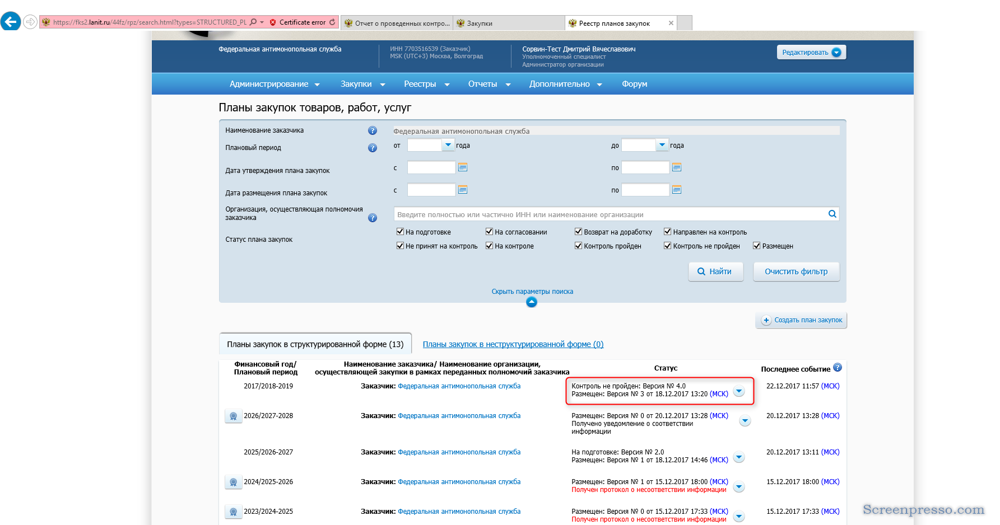 https://fks2.lanit.ru/44fz/rpz/search.html?types=STRUCTURED_PL
Certificate error
Отчет о проведенных контро...
Закупки
Реестр планов закупок
Федеральная антимонопольная служба
ИНН 7703516539 (Заказчик)
MSK (UTC+3) Москва, Волгоград
Сорвин-Тест Дмитрий Вячеславович
Уполномоченный специалист
Администратор организации
Редактировать
Администрирование
Закупки
Реестры
Отчеты
Дополнительно
Форум
Планы закупок товаров, работ, услуг
Наименование заказчика
Федеральная антимонопольная служба
Плановый период
от года
до года
Дата утверждения плана закупок
с
по
Дата размещения плана закупок
с
по
Организация, осуществляющая полномочия
заказчика
Введите полностью или частично ИНН или наименование организации
Статус плана закупок
На подготовке
На согласовании
Возврат на доработку
Направлен на контроль
Не принят на контроль
На контроле
Контроль пройден
Контроль не пройден
Размещен
Найти
Очистить фильтр
Скрыть параметры поиска
Создать план закупок
Планы закупок в структурированной форме (13)
Планы закупок в неструктурированной форме (0)
Финансовый год/
Плановый период
Наименование заказчика/ Наименование организации,
осуществляющей закупки в рамках переданных полномочий заказчика
Статус
Последнее событие
2017/2018-2019
Заказчик: Федеральная антимонопольная служба
Контроль не пройден: Версия № 4.0
Размещен: Версия № 3 от 18.12.2017 13:20 (МСК)
22.12.2017 11:57 (МСК)
2026/2027-2028
Заказчик: Федеральная антимонопольная служба
Размещен: Версия № 0 от 20.12.2017 13:28 (МСК)
Получено уведомление о соответствии
информации
20.12.2017 13:28 (МСК)
2025/2026-2027
Заказчик: Федеральная антимонопольная служба
На подготовке: Версия № 2.0
Размещен: Версия № 1 от 18.12.2017 14:46 (МСК)
20.12.2017 13:11 (МСК)
2024/2025-2026
Заказчик: Федеральная антимонопольная служба
Размещен: Версия № 1 от 15.12.2017 18:00 (МСК)
Получен протокол о несоответствии информации
15.12.2017 18:00 (МСК)
2023/2024-2025
Заказчик: Федеральная антимонопольная служба
Размещен: Версия № 0 от 15.12.2017 17:33 (МСК)
Получен протокол о несоответствии информации
15.12.2017 17:33 (МСК)
Screenpresso.com